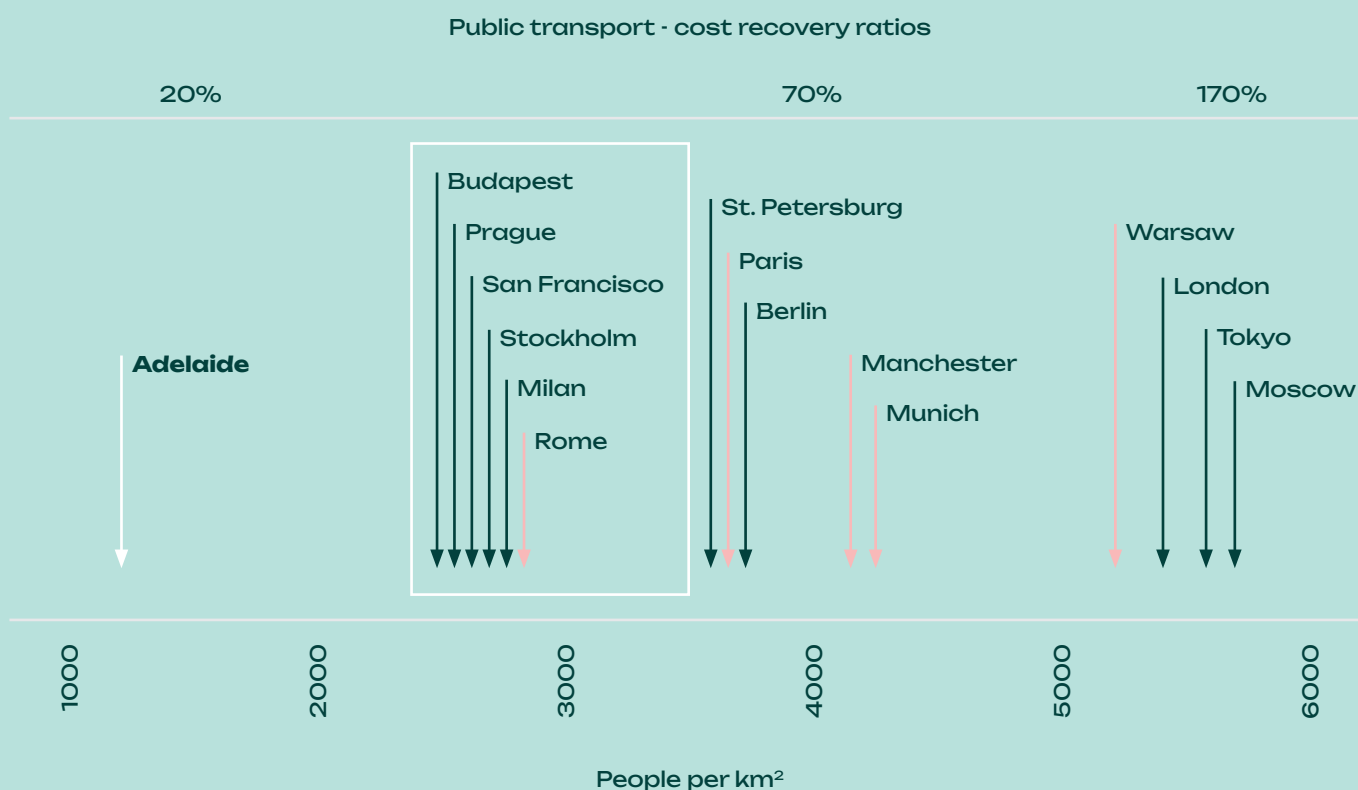 Public transport - cost recovery ratios
20% 70% 170%
Budapest
St. Petersburg
Prague
Warsaw
Paris
San Francisco
London
Berlin
Stockholm
Tokyo
Adelaide
Manchester
Milan
Moscow
Munich
Rome
1000 2000 3000 4000 5000 6000
People per km²